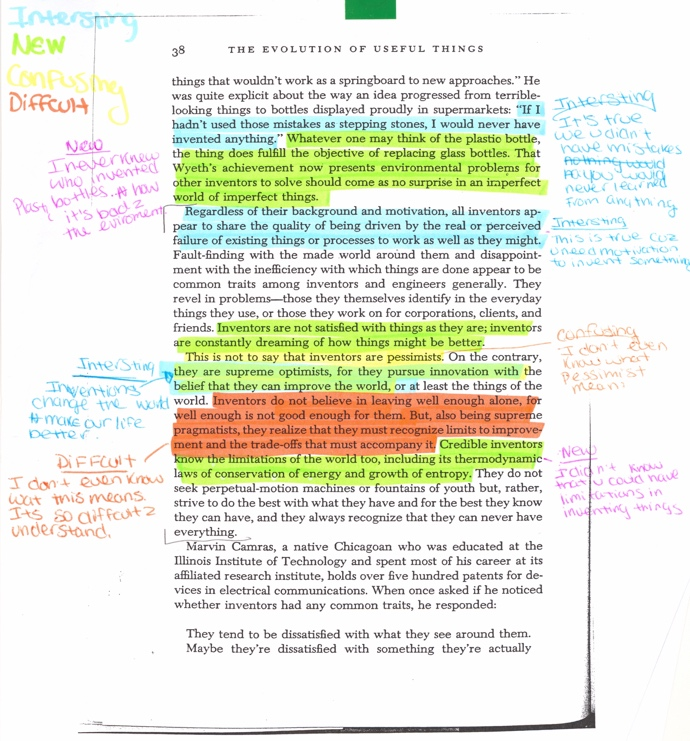 Intersting
NEW
Confusing
Diffcult
38 THE EVOLUTION OF USEFUL THINGS
things that wouldn't work as a springboard to new approaches." He
was quite explicit about the way an idea progressed from terrible-
looking things to bottles displayed proudly in supermarkets: "If I
hadn't used those mistakes as stepping stones, I would never have
invented anything." Whatever one may think of the plastic bottle,
the thing does fulfill the objective of replacing glass bottles. That
Wyeth's achievement now presents environmental problems for
other inventors to solve should come as no surprise in an imperfect
world of imperfect things.
Regardless of their background and motivation, all inventors ap-
pear to share the quality of being driven by the real or perceived
failure of existing things or processes to work as well as they might.
Fault-finding with the made world around them and disappoint-
ment with the inefficiency with which things are done appear to be
common traits among inventors and engineers generally. They
revel in problems—those they themselves identify in the everyday
things they use, or those they work on for corporations, clients, and
friends. Inventors are not satisfied with things as they are; inventors
are constantly dreaming of how things might be better.
This is not to say that inventors are pessimists. On the contrary,
they are supreme optimists, for they pursue innovation with the
belief that they can improve the world, or at least the things of the
world. Inventors do not believe in leaving well enough alone, for
well enough is not good enough for them. But, also being supreme
pragmatists, they realize that they must recognize limits to improve-
ment and the trade-offs that must accompany it. Credible inventors
know the limitations of the world too, including its thermodynamic
laws of conservation of energy and growth of entropy. They do not
seek perpetual-motion machines or fountains of youth but, rather,
strive to do the best with what they have and for the best they know
they can have, and they always recognize that they can never have
everything.
Marvin Camras, a native Chicagoan who was educated at the
Illinois Institute of Technology and spent most of his career at its
affiliated research institute, holds over five hundred patents for de-
vices in electrical communications. When once asked if he noticed
whether inventors had any common traits, he responded:
They tend to be dissatisfied with what they see around them.
Maybe they're dissatisfied with something they're actually
New
I never knew
who invented
Plastic bottles. # how
it's bad 2
the eviroment
Intersting
Inventions
change the world
# make our life
better.
Diffcult
I don't even know
wat this means.
Its so diffcult 2
understand.
Intersting
It's true
we u didn't
have mistakes
nothing would
u would
never learned
from anything
Intersting
This is true cuz
u need motivation
to invent something
Confusing
I don't even
know what
Pessimist
mean.
New
I didn't know
that u could have
limitations in
inventing things